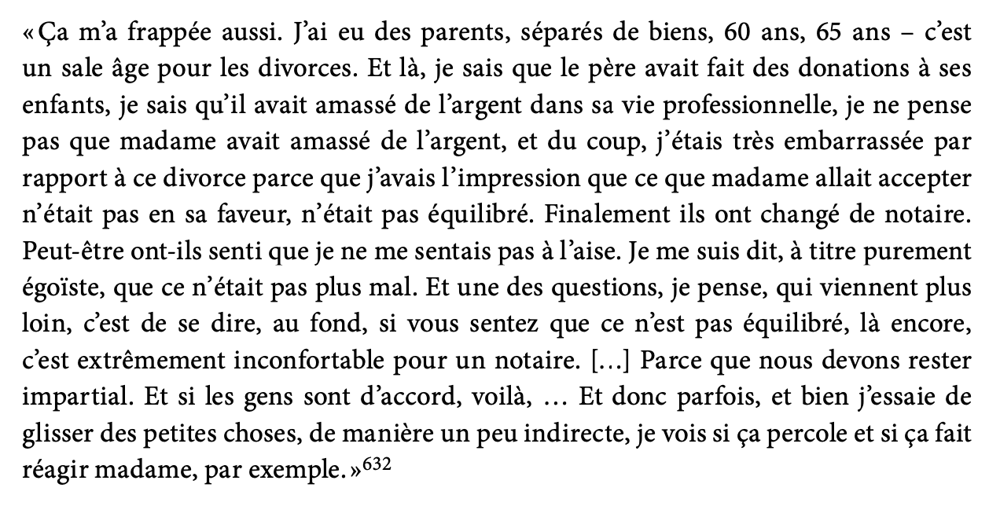 « Ça m’a frappée aussi. J’ai eu des parents, séparés de biens, 60 ans, 65 ans – c’est
un sale âge pour les divorces. Et là, je sais que le père avait fait des donations à ses
enfants, je sais qu’il avait amassé de l’argent dans sa vie professionnelle, je ne pense
pas que madame avait amassé de l’argent, et du coup, j’étais très embarrassée par
rapport à ce divorce parce que j’avais l’impression que ce que madame allait accepter
n’était pas en sa faveur, n’était pas équilibré. Finalement ils ont changé de notaire.
Peut-être ont-ils senti que je ne me sentais pas à l’aise. Je me suis dit, à titre purement
égoïste, que ce n’était pas plus mal. Et une des questions, je pense, qui viennent plus
loin, c’est de se dire, au fond, si vous sentez que ce n’est pas équilibré, là encore,
c’est extrêmement inconfortable pour un notaire. […] Parce que nous devons rester
impartial. Et si les gens sont d’accord, voilà, … Et donc parfois, et bien j’essaie de
glisser des petites choses, de manière un peu indirecte, je vois si ça percole et si ça fait
réagir madame, par exemple. »632